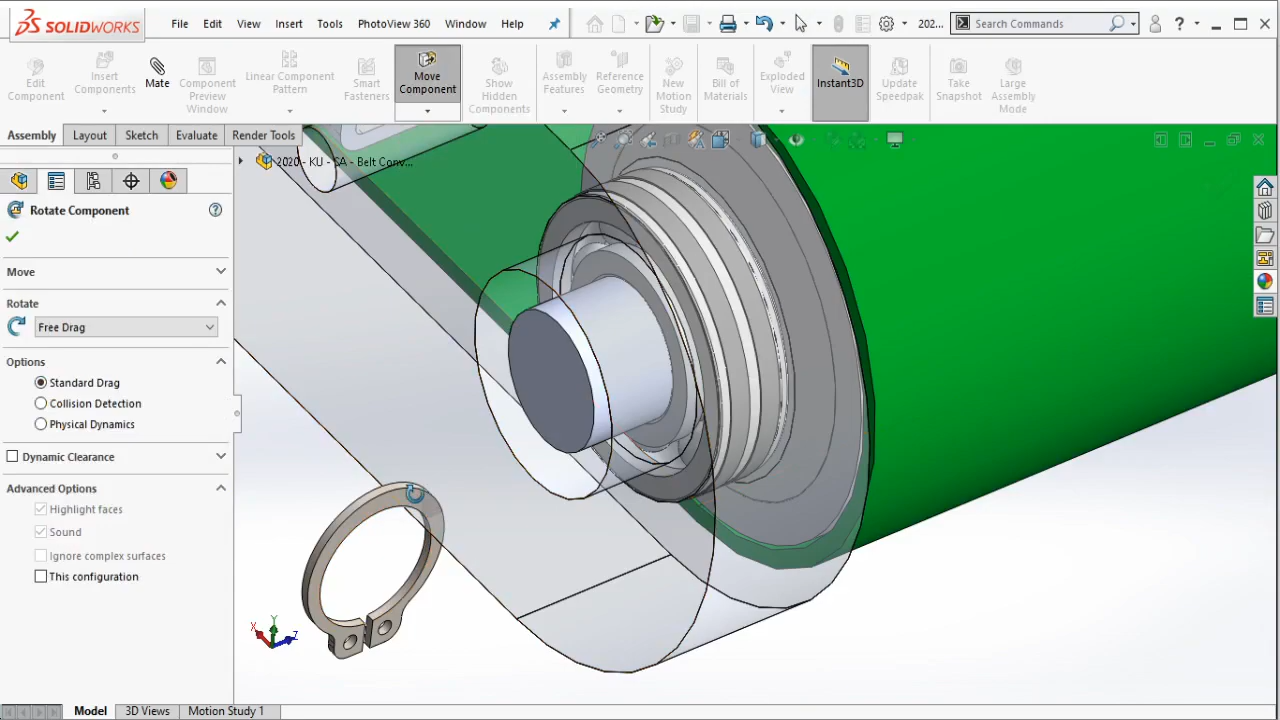 SOLIDWORKS
File Edit View Insert Tools PhotoView 360 Window Help
202... Search Commands
Edit Component
Insert Components
Mate
Component Preview Window
Linear Component Pattern
Smart Fasteners
Move Component
Show Hidden Components
Assembly Features
Reference Geometry
New Motion Study
Bill of Materials
Exploded View
Instant3D
Update Speedpak
Take Snapshot
Large Assembly Mode
Assembly Layout Sketch Evaluate Render Tools
2020 - KU - SA - Belt Conv...
Rotate Component
Move
Rotate
Free Drag
Options
Standard Drag
Collision Detection
Physical Dynamics
Dynamic Clearance
Advanced Options
Highlight faces
Sound
Ignore complex surfaces
This configuration
Y
X
Z
Model 3D Views Motion Study 1